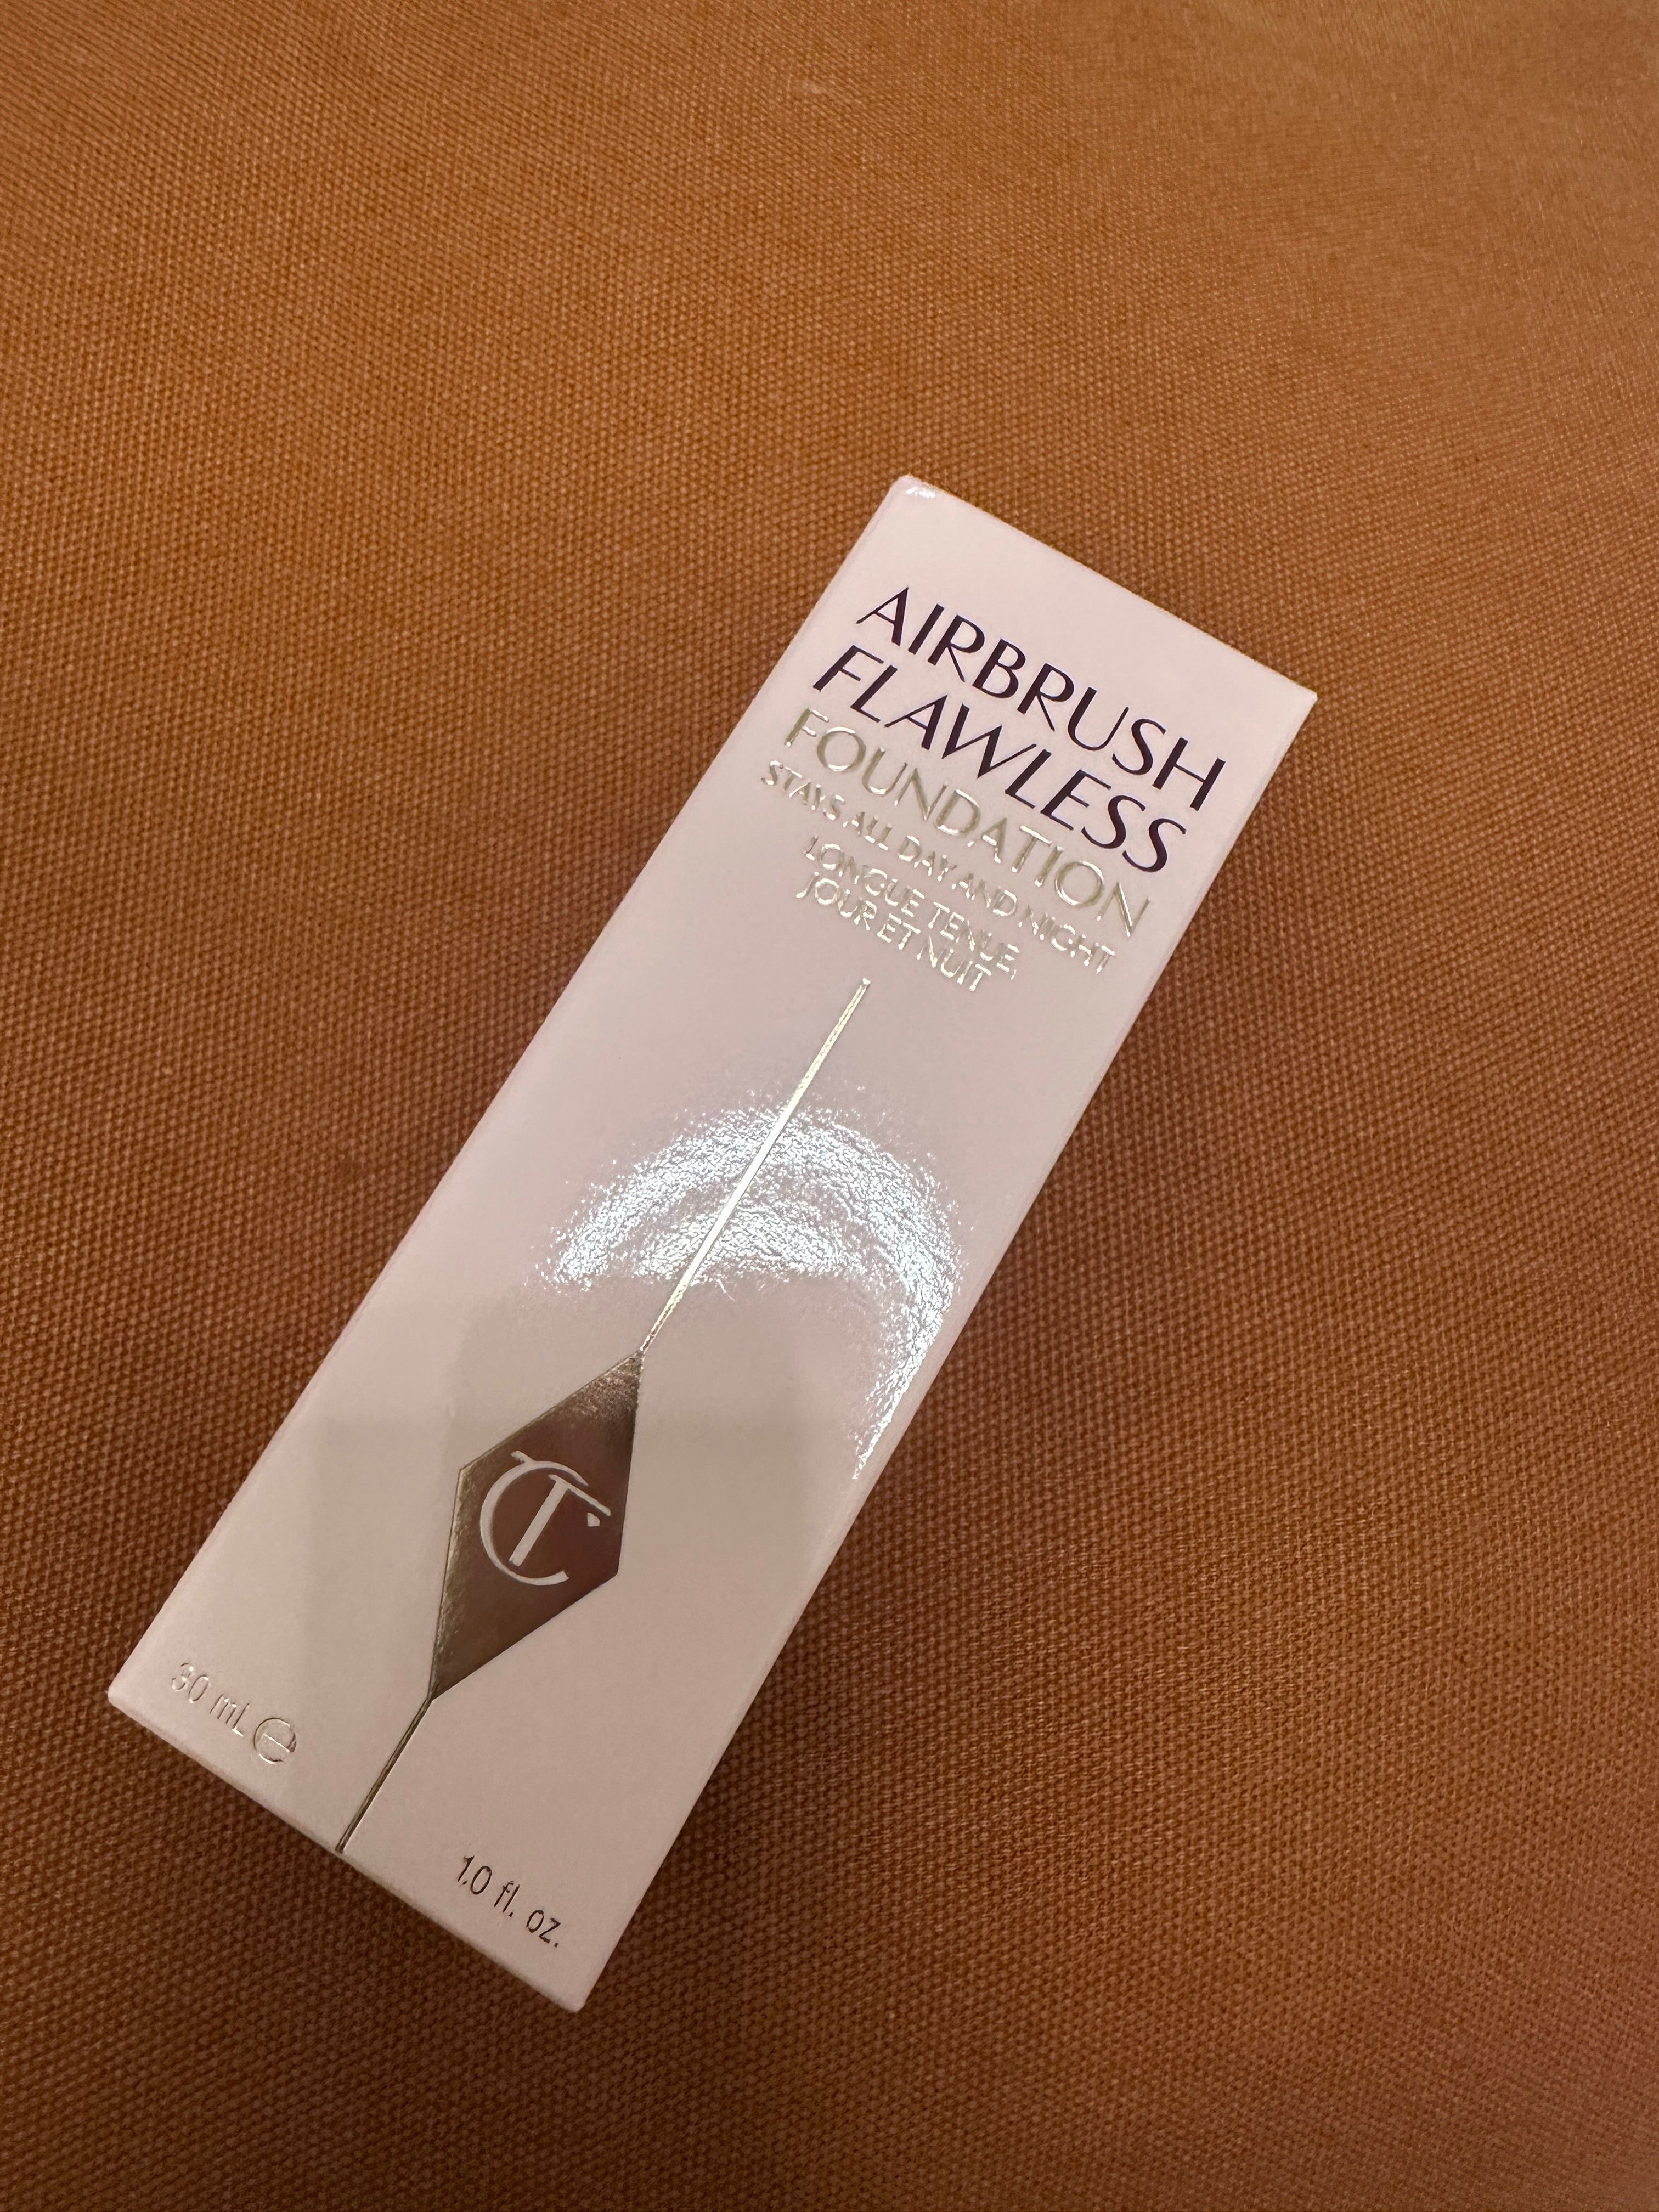 AIRBRUSH
FLAWLESS
FOUNDATION
STAYS ALL DAY AND NIGHT
LONGUE TENUE,
JOUR ET NUIT
CT
30 mL ℮
1.0 fl. oz.